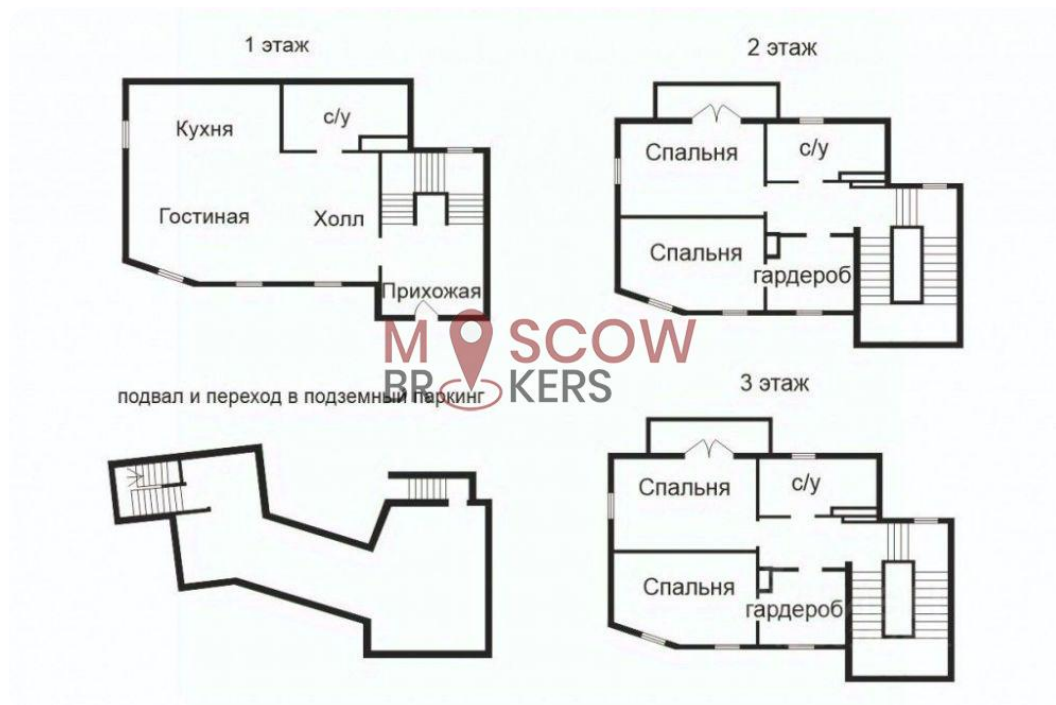 1 этаж
Кухня
с/у
Гостиная
Холл
Прихожая
2 этаж
Спальня
с/у
Спальня
гардероб
MOSCOW
BROKERS
подвал и переход в подземный паркинг
3 этаж
Спальня
с/у
Спальня
гардероб